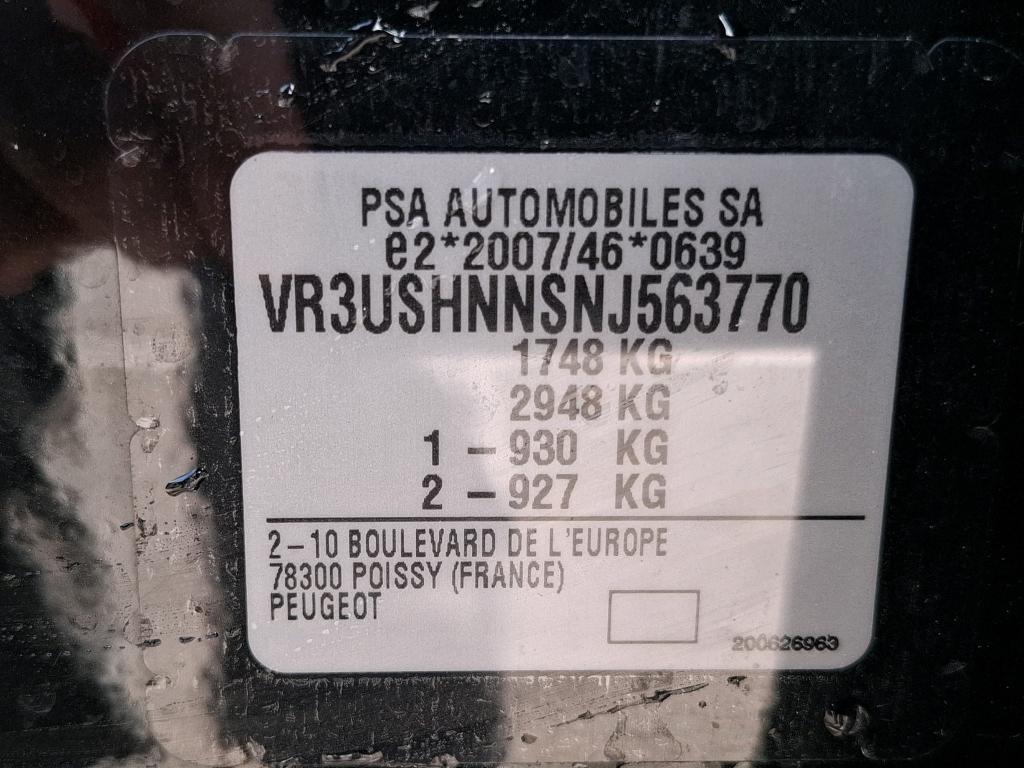 PSA AUTOMOBILES SA
e2*2007/46*0639
VR3USHNNSNJ563770
1748 KG
2948 KG
1 – 930 KG
2 – 927 KG
2–10 BOULEVARD DE L'EUROPE
78300 POISSY (FRANCE)
PEUGEOT
200626963